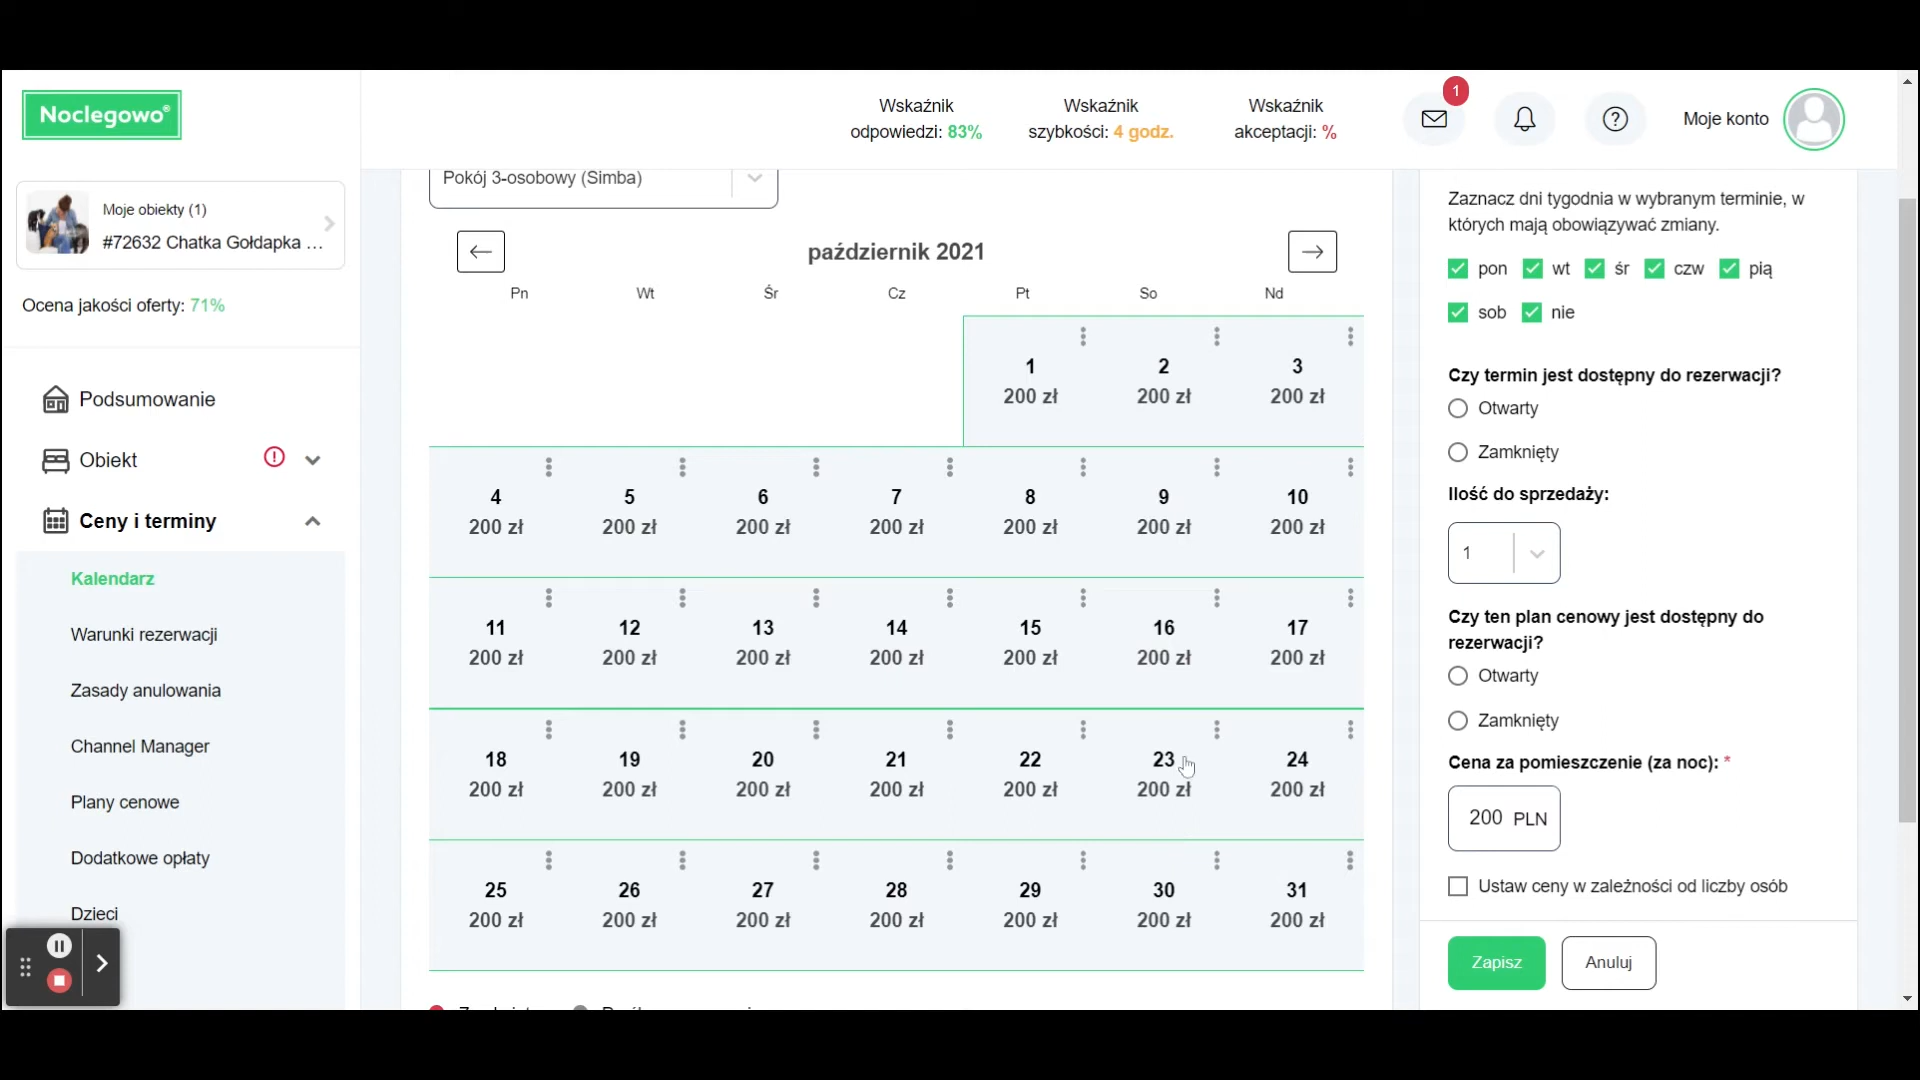 Noclegowo®
Wskaźnik
odpowiedzi: 83%
Wskaźnik
szybkości: 4 godz.
Wskaźnik
akceptacji: %
1
Moje konto
Moje obiekty (1)
#72632 Chatka Gołdapka ...
Ocena jakości oferty: 71%
Podsumowanie
Obiekt
Ceny i terminy
Kalendarz
Warunki rezerwacji
Zasady anulowania
Channel Manager
Plany cenowe
Dodatkowe opłaty
Dzieci
Pokój 3-osobowy (Simba)
październik 2021
Pn Wt Śr Cz Pt So Nd
1 2 3
200 zł 200 zł 200 zł
4 5 6 7 8 9 10
200 zł 200 zł 200 zł 200 zł 200 zł 200 zł 200 zł
11 12 13 14 15 16 17
200 zł 200 zł 200 zł 200 zł 200 zł 200 zł 200 zł
18 19 20 21 22 23 24
200 zł 200 zł 200 zł 200 zł 200 zł 200 zł 200 zł
25 26 27 28 29 30 31
200 zł 200 zł 200 zł 200 zł 200 zł 200 zł 200 zł
Zaznacz dni tygodnia w wybranym terminie, w
których mają obowiązywać zmiany.
pon wt śr czw pią
sob nie
Czy termin jest dostępny do rezerwacji?
Otwarty
Zamknięty
Ilość do sprzedaży:
1
Czy ten plan cenowy jest dostępny do
rezerwacji?
Otwarty
Zamknięty
Cena za pomieszczenie (za noc): *
200 PLN
Ustaw ceny w zależności od liczby osób
Zapisz Anuluj